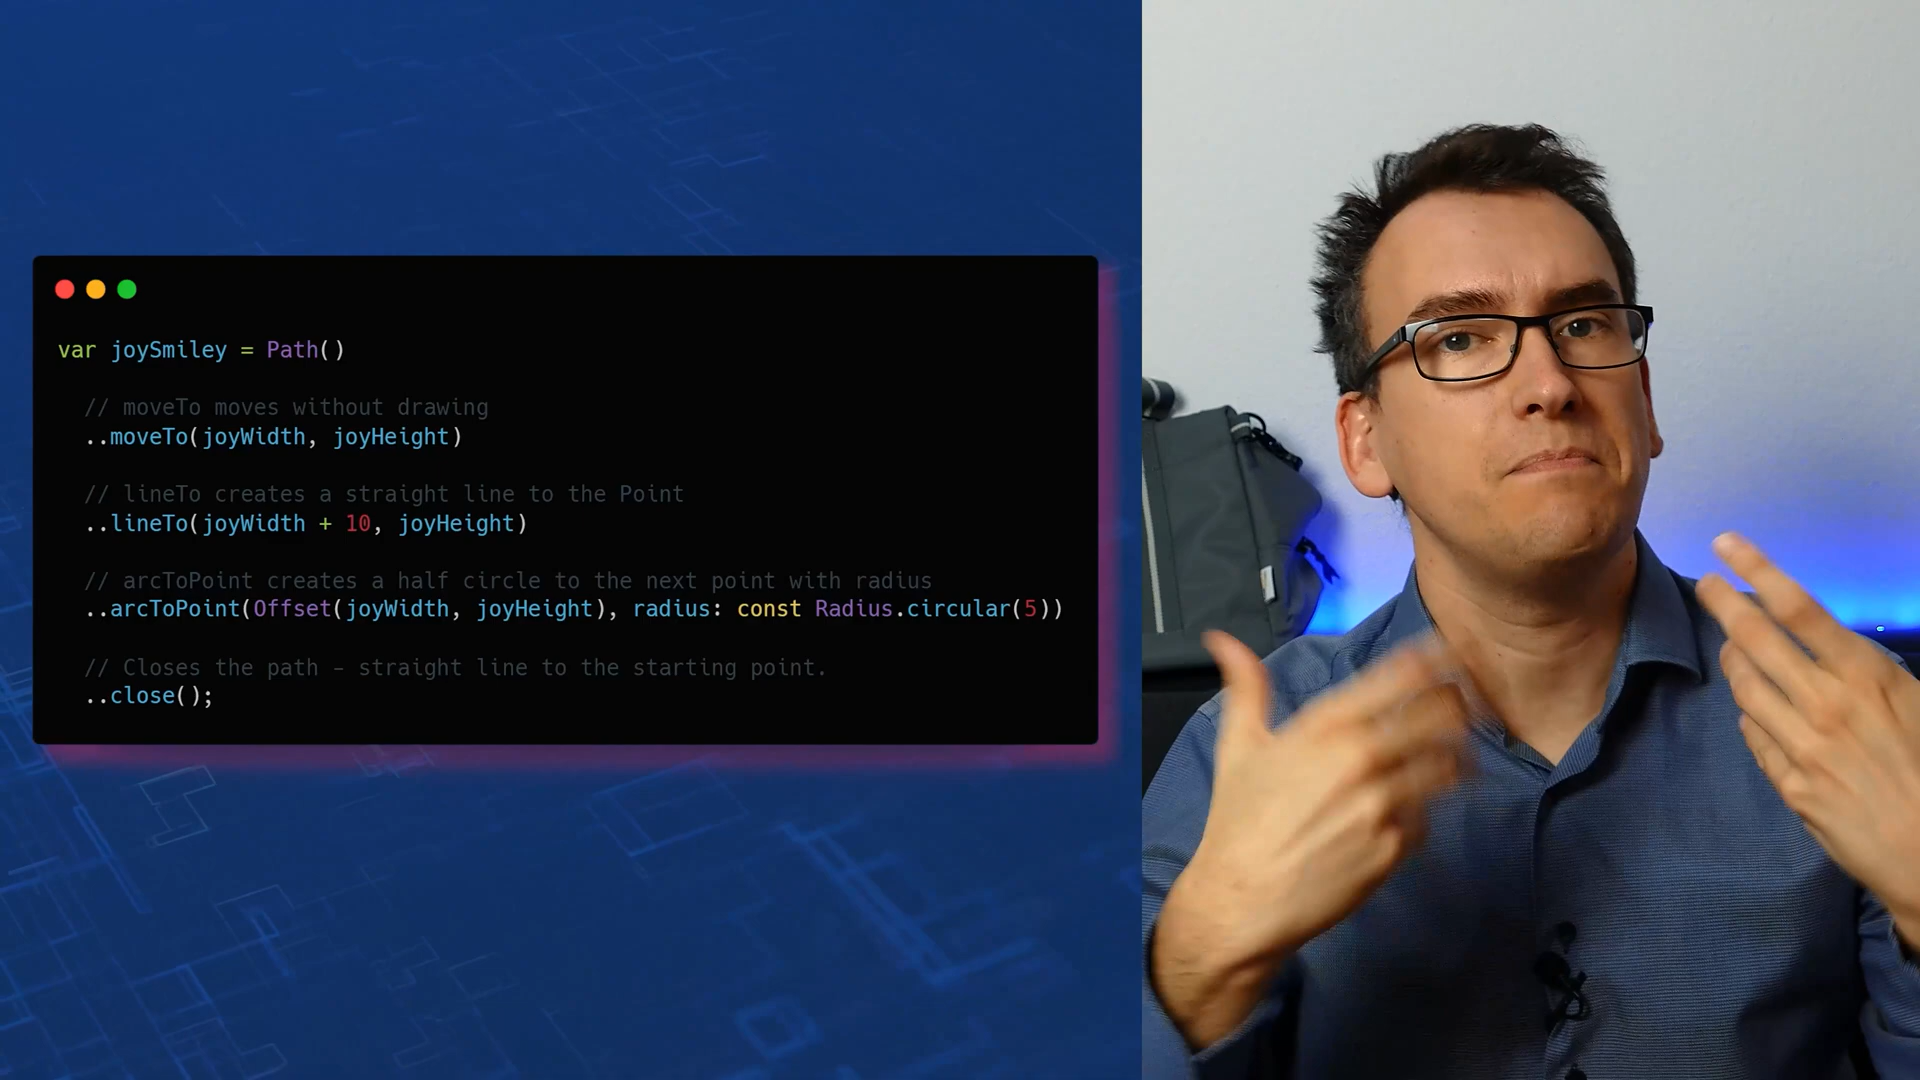 var joySmiley = Path()
// moveTo moves without drawing
..moveTo(joyWidth, joyHeight)
// lineTo creates a straight line to the Point
..lineTo(joyWidth + 10, joyHeight)
// arcToPoint creates a half circle to the next point with radius
..arcToPoint(Offset(joyWidth, joyHeight), radius: const Radius.circular(5))
// Closes the path – straight line to the starting point.
..close();